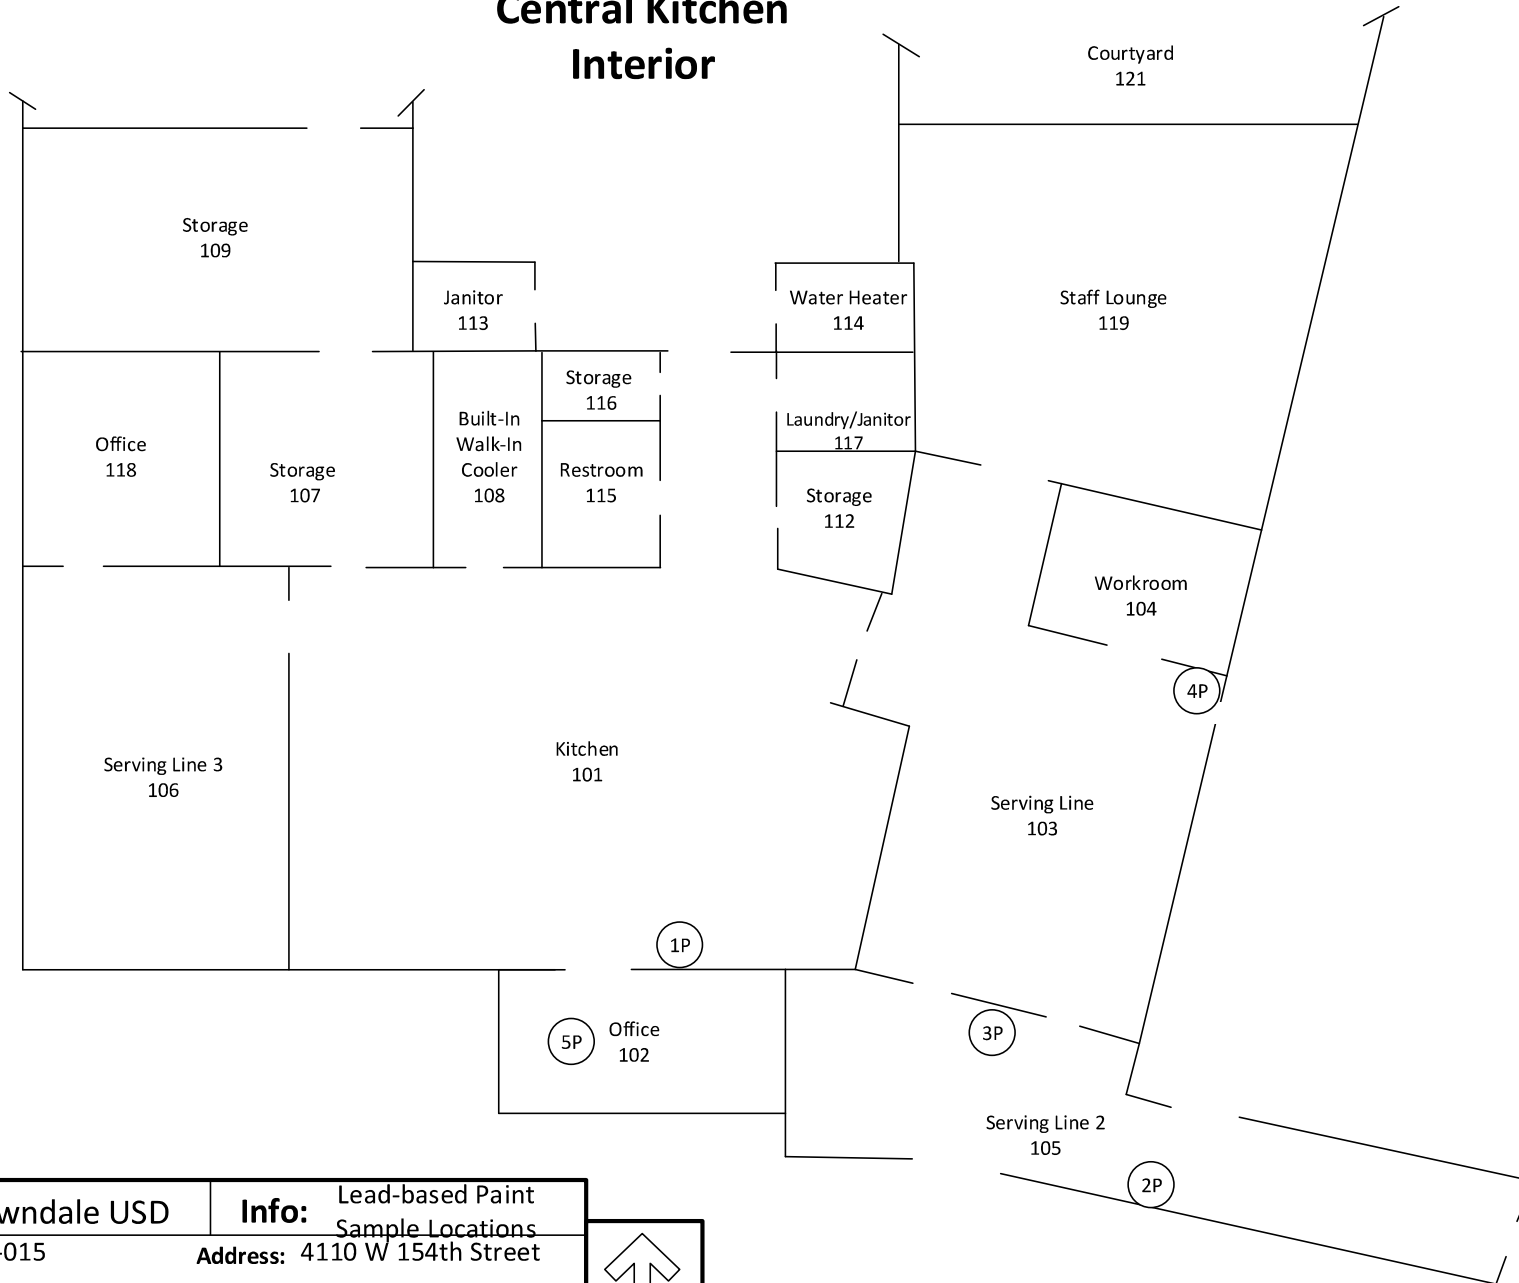 Central Kitchen
Interior
Courtyard
121
Storage
109
Janitor
113
Water Heater
114
Staff Lounge
119
Storage
116
Built-In
Walk-In
Cooler
108
Laundry/Janitor
117
Office
118
Storage
107
Restroom
115
Storage
112
Workroom
104
4P
Kitchen
101
Serving Line 3
106
Serving Line
103
1P
5P
Office
102
3P
Serving Line 2
105
2P
wndale USD
Info:
Lead-based Paint
Sample Locations
-015
Address: 4110 W 154th Street